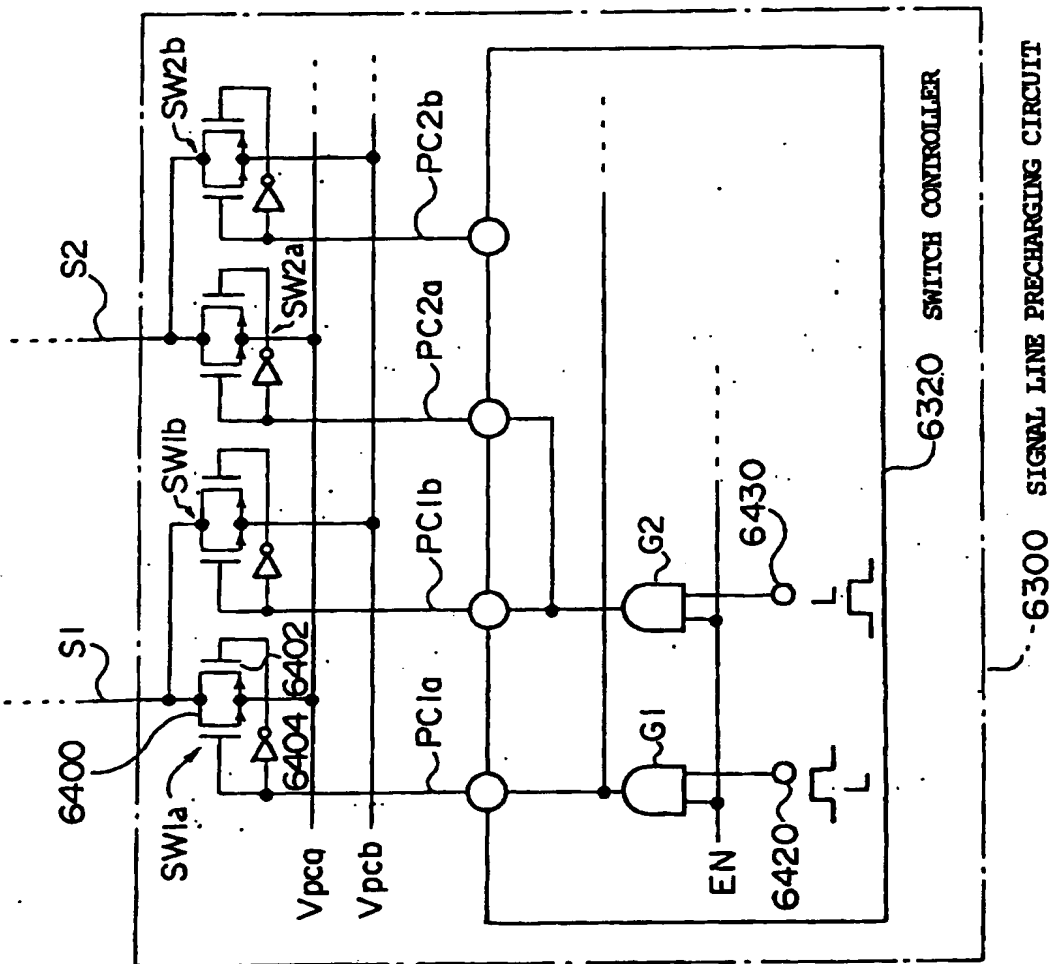 S1
S2
6400
SW1a
SW1b
SW2b
6402
6404
SW2a
Vpca
Vpcb
PC1a
PC1b
PC2a
PC2b
G1
G2
EN
6420
6430
L
L
6320 SWITCH CONTROLLER
6300 SIGNAL LINE PRECHARGING CIRCUIT